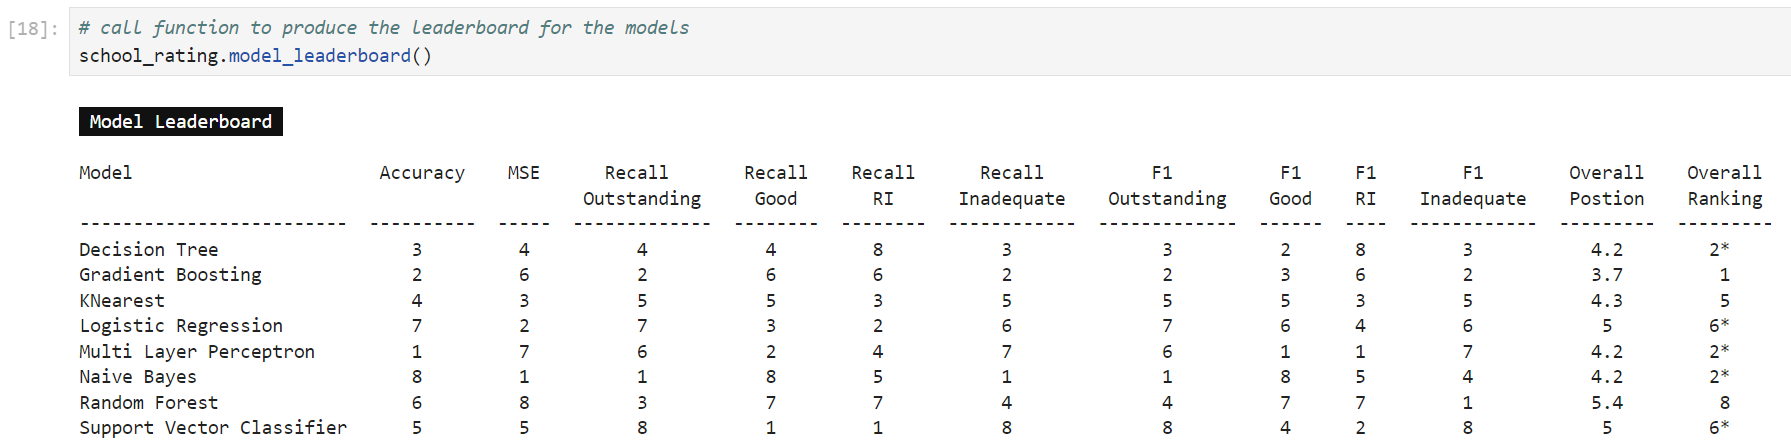 [18]: # call function to produce the leaderboard for the models
school_rating.model_leaderboard()
Model Leaderboard
Model Accuracy MSE Recall Recall Recall Recall F1 F1 F1 F1 Overall Overall
Outstanding Good RI Inadequate Outstanding Good RI Inadequate Postion Ranking
------------------------- ---------- ----- ------------- -------- -------- ------------ ------------- ------ ---- ------------ --------- ---------
Decision Tree 3 4 4 4 8 3 3 2 8 3 4.2 2*
Gradient Boosting 2 6 2 6 6 2 2 3 6 2 3.7 1
KNearest 4 3 5 5 3 5 5 5 3 5 4.3 5
Logistic Regression 7 2 7 3 2 6 7 6 4 6 5 6*
Multi Layer Perceptron 1 7 6 2 4 7 6 1 1 7 4.2 2*
Naive Bayes 8 1 1 8 5 1 1 8 5 4 4.2 2*
Random Forest 6 8 3 7 7 4 4 7 7 1 5.4 8
Support Vector Classifier 5 5 8 1 1 8 8 4 2 8 5 6*